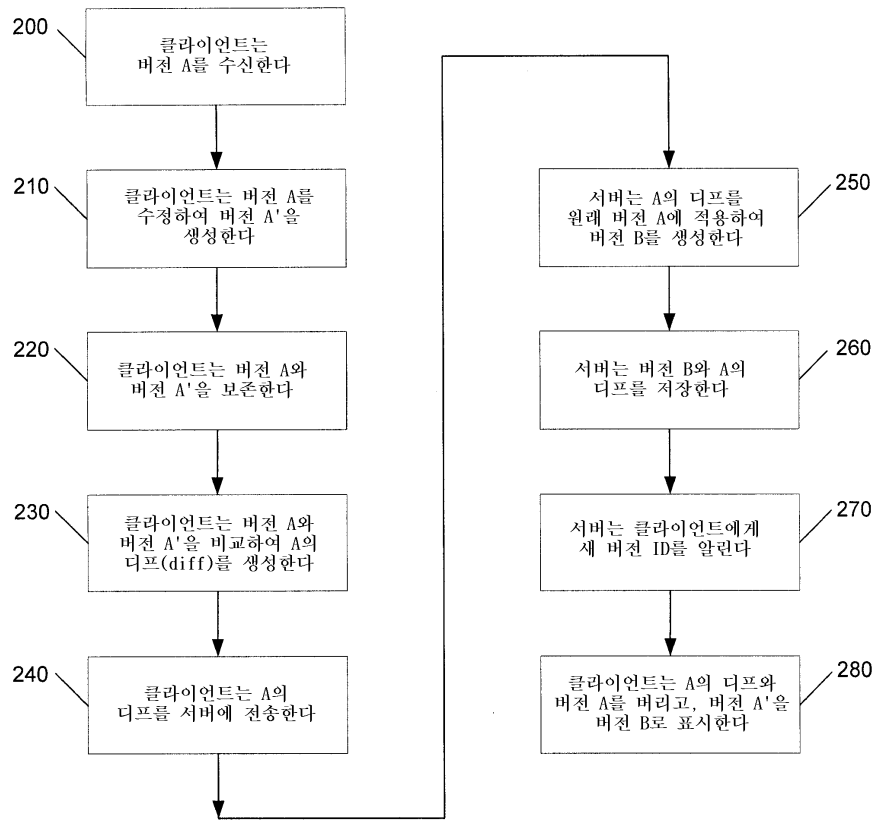 200
클라이언트는
버전 A를 수신한다
210
클라이언트는 버전 A를
수정하여 버전 A'을
생성한다
220
클라이언트는 버전 A와
버전 A'을 보존한다
230
클라이언트는 버전 A와
버전 A'을 비교하여 A의
디프(diff)를 생성한다
240
클라이언트는 A의
디프를 서버에 전송한다
250
서버는 A의 디프를
원래 버전 A에 적용하여
버전 B를 생성한다
260
서버는 버전 B와 A의
디프를 저장한다
270
서버는 클라이언트에게
새 버전 ID를 알린다
280
클라이언트는 A의 디프와
버전 A를 버리고, 버전 A'을
버전 B로 표시한다